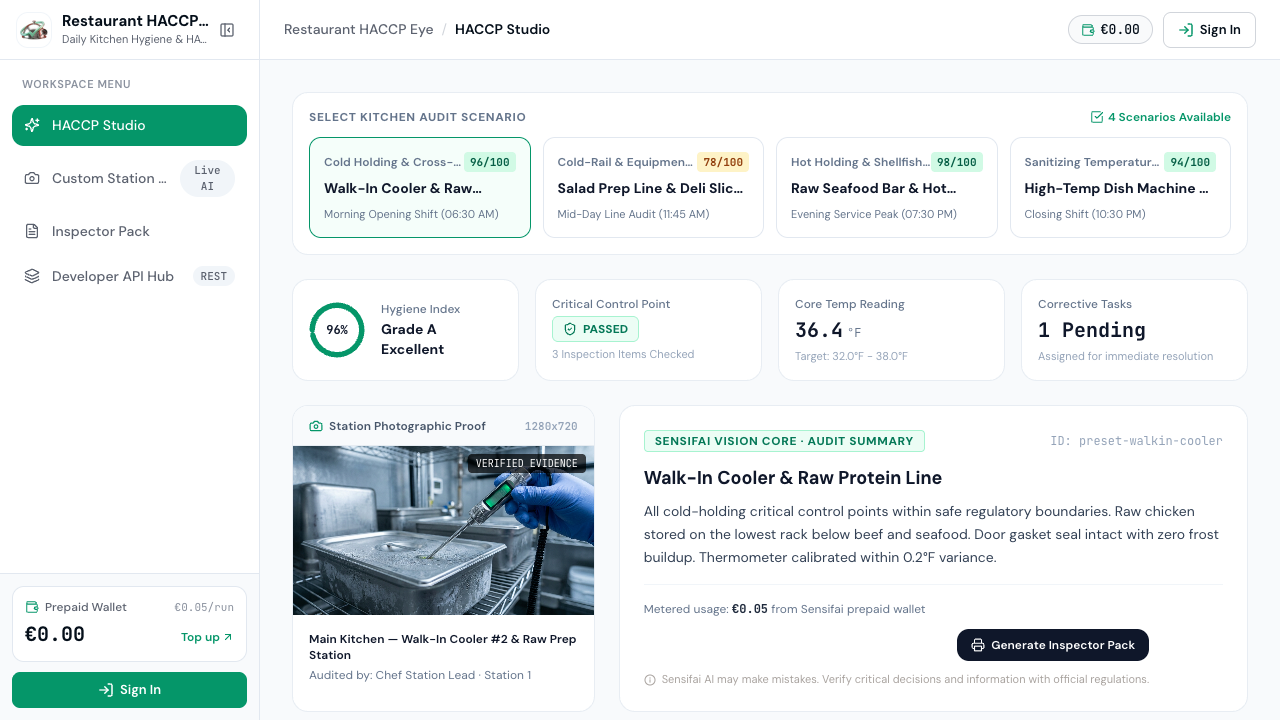 Restaurant HACCP...
Daily Kitchen Hygiene & HA...
WORKSPACE MENU
HACCP Studio
Custom Station ...
Live
AI
Inspector Pack
Developer API Hub
REST
Prepaid Wallet
€0.05/run
€0.00
Top up
Sign In
Restaurant HACCP Eye / HACCP Studio
€0.00
Sign In
SELECT KITCHEN AUDIT SCENARIO
4 Scenarios Available
Cold Holding & Cross-...
96/100
Walk-In Cooler & Raw...
Morning Opening Shift (06:30 AM)
Cold-Rail & Equipmen...
78/100
Salad Prep Line & Deli Slic...
Mid-Day Line Audit (11:45 AM)
Hot Holding & Shellfish...
98/100
Raw Seafood Bar & Hot...
Evening Service Peak (07:30 PM)
Sanitizing Temperatur...
94/100
High-Temp Dish Machine ...
Closing Shift (10:30 PM)
96%
Hygiene Index
Grade A
Excellent
Critical Control Point
PASSED
3 Inspection Items Checked
Core Temp Reading
36.4 °F
Target: 32.0°F - 38.0°F
Corrective Tasks
1 Pending
Assigned for immediate resolution
Station Photographic Proof
1280x720
VERIFIED EVIDENCE
Main Kitchen — Walk-In Cooler #2 & Raw Prep
Station
Audited by: Chef Station Lead · Station 1
SENSIFAI VISION CORE · AUDIT SUMMARY
ID: preset-walkin-cooler
Walk-In Cooler & Raw Protein Line
All cold-holding critical control points within safe regulatory boundaries. Raw chicken
stored on the lowest rack below beef and seafood. Door gasket seal intact with zero frost
buildup. Thermometer calibrated within 0.2°F variance.
Metered usage: €0.05 from Sensifai prepaid wallet
Generate Inspector Pack
Sensifai AI may make mistakes. Verify critical decisions and information with official regulations.